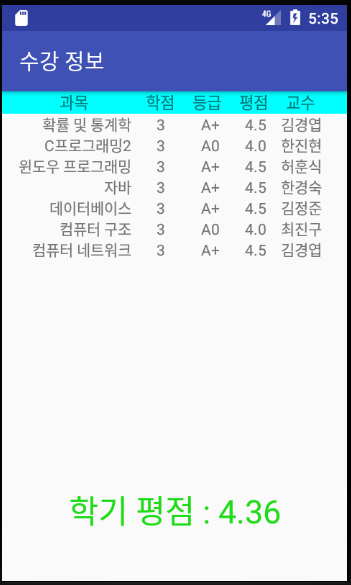 4G 5:35
수강 정보
과목 학점 등급 평점 교수
확률 및 통계학 3 A+ 4.5 김경엽
C프로그래밍2 3 A0 4.0 한진현
윈도우 프로그래밍 3 A+ 4.5 허훈식
자바 3 A+ 4.5 한경숙
데이터베이스 3 A+ 4.5 김정준
컴퓨터 구조 3 A0 4.0 최진구
컴퓨터 네트워크 3 A+ 4.5 김경엽
학기 평점 : 4.36